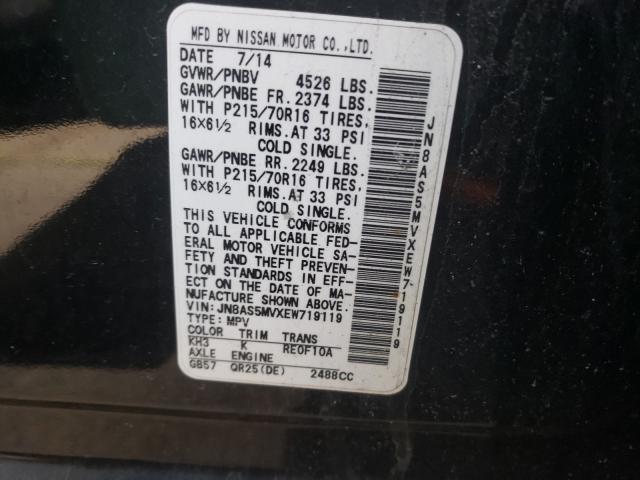 MFD BY NISSAN MOTOR CO.,LTD.
DATE 7/14
GVWR/PNBV 4526 LBS.
GAWR/PNBE FR. 2374 LBS.
WITH P215/70R16 TIRES,
16X6½ RIMS. AT 33 PSI
COLD SINGLE.
GAWR/PNBE RR. 2249 LBS.
WITH P215/70R16 TIRES,
16X6½ RIMS. AT 33 PSI
COLD SINGLE.
THIS VEHICLE CONFORMS
TO ALL APPLICABLE FED-
ERAL MOTOR VEHICLE SA-
FETY AND THEFT PREVEN-
TION STANDARDS IN EFF-
ECT ON THE DATE OF MA-
NUFACTURE SHOWN ABOVE.
VIN: JN8AS5MVXEW719119
TYPE: MPV
COLOR TRIM TRANS
KH3 K RE0F10A
AXLE ENGINE
GB57 QR25(DE) 2488CC
JN8AS5MVXEW719119